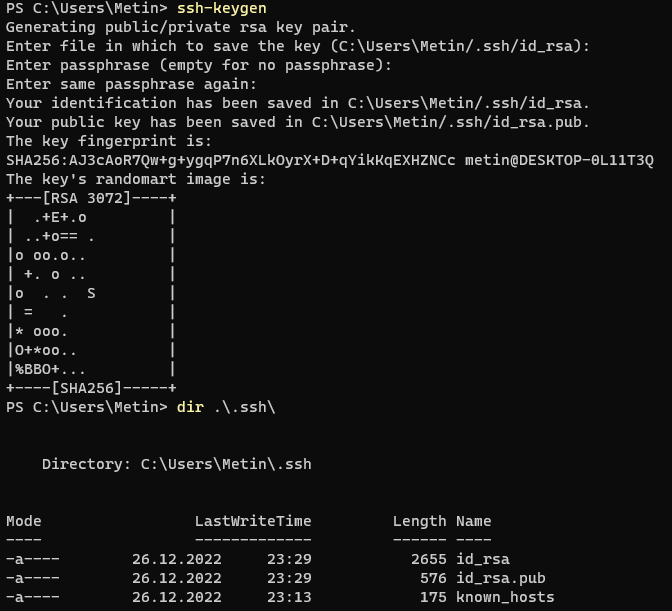 PS C:\Users\Metin> ssh-keygen
Generating public/private rsa key pair.
Enter file in which to save the key (C:\Users\Metin/.ssh/id_rsa):
Enter passphrase (empty for no passphrase):
Enter same passphrase again:
Your identification has been saved in C:\Users\Metin/.ssh/id_rsa.
Your public key has been saved in C:\Users\Metin/.ssh/id_rsa.pub.
The key fingerprint is:
SHA256:AJ3cAoR7Qw+g+ygqP7n6XLkOyrX+D+qYikKqEXHZNCc metin@DESKTOP-0L11T3Q
The key's randomart image is:
+---[RSA 3072]----+
|  .+E+.o         |
| ..+o== .        |
|o oo.o..         |
| +. o ..         |
|o  . .  S        |
| =   .           |
|* ooo.           |
|O+*oo..          |
|%BBO+...         |
+----[SHA256]-----+
PS C:\Users\Metin> dir .\.ssh\
    Directory: C:\Users\Metin\.ssh
Mode                 LastWriteTime         Length Name
----                 -------------         ------ ----
-a----        26.12.2022     23:29           2655 id_rsa
-a----        26.12.2022     23:29            576 id_rsa.pub
-a----        26.12.2022     23:13            175 known_hosts